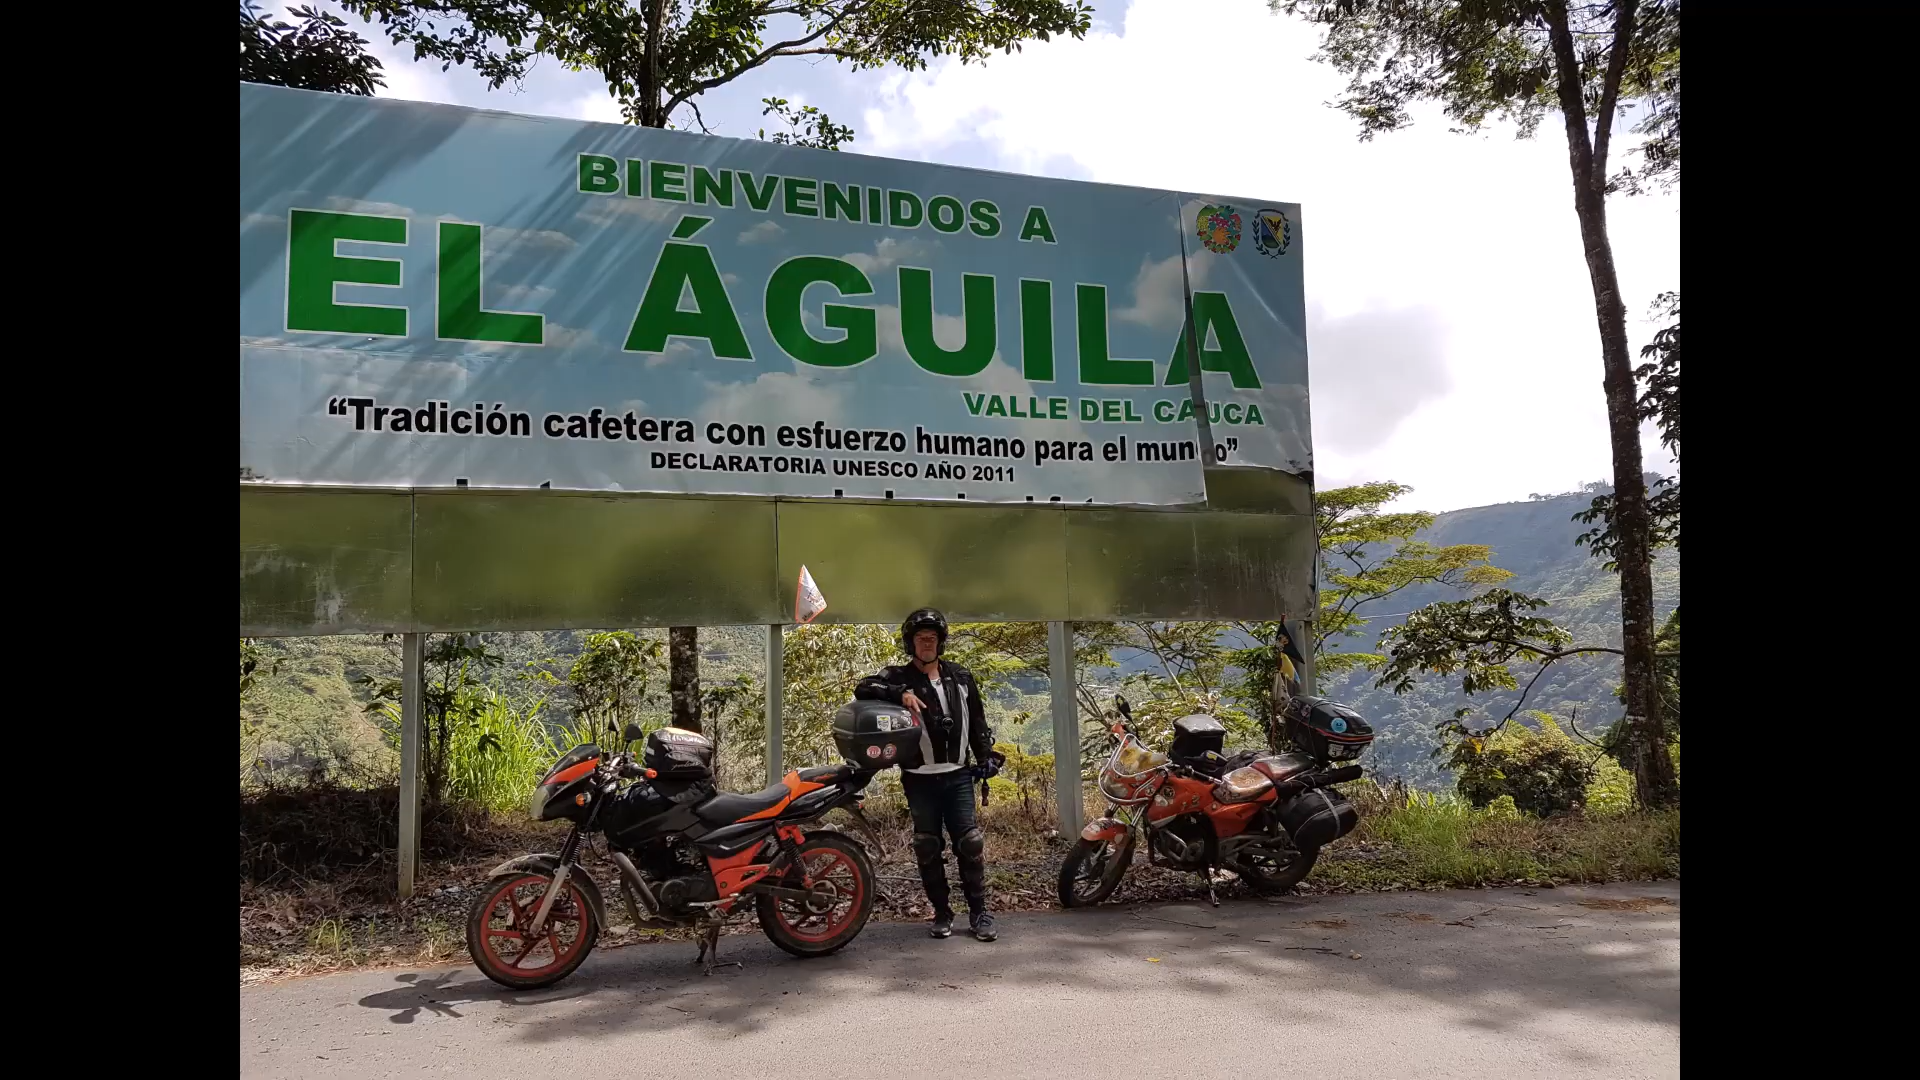 BIENVENIDOS A
EL ÁGUILA
VALLE DEL CAUCA
“Tradición cafetera con esfuerzo humano para el mundo”
DECLARATORIA UNESCO AÑO 2011